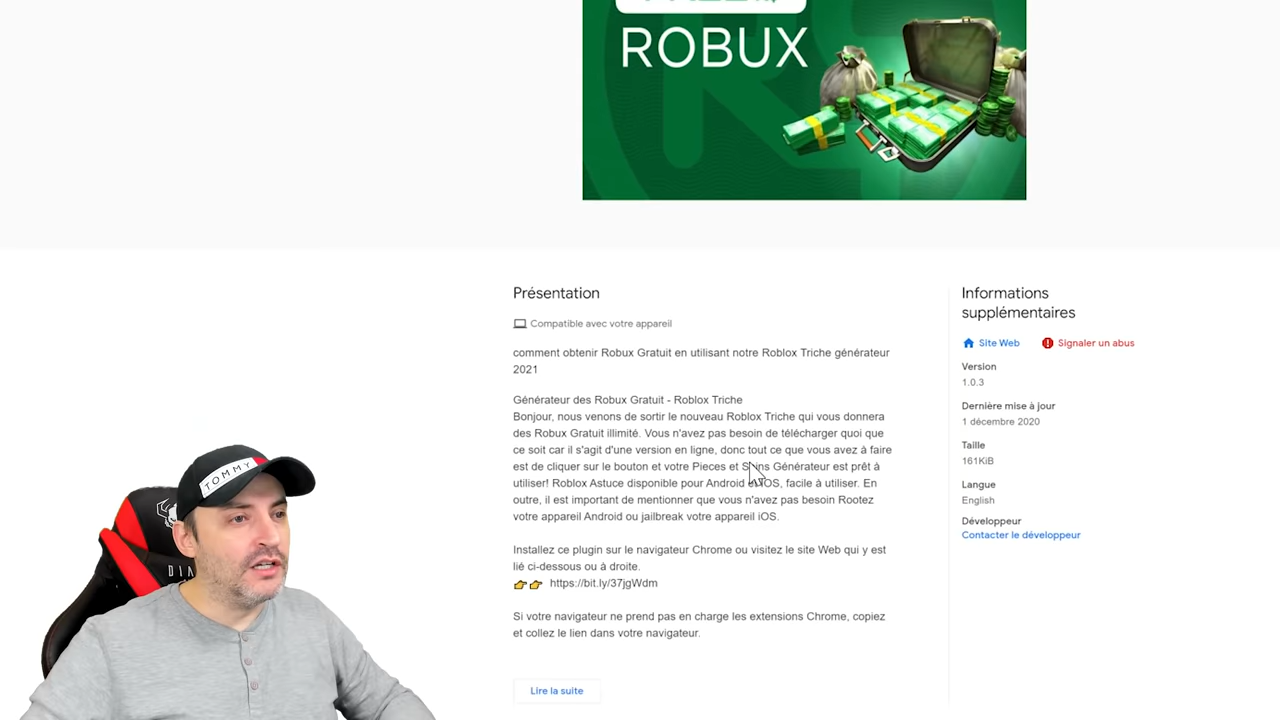 ROBUX
Présentation
Compatible avec votre appareil
comment obtenir Robux Gratuit en utilisant notre Roblox Triche générateur
2021
Générateur des Robux Gratuit - Roblox Triche
Bonjour, nous venons de sortir le nouveau Roblox Triche qui vous donnera
des Robux Gratuit illimité. Vous n'avez pas besoin de télécharger quoi que
ce soit car il s'agit d'une version en ligne, donc tout ce que vous avez à faire
est de cliquer sur le bouton et votre Pieces et Générateur est prêt à
utiliser! Roblox Astuce disponible pour Android facile à utiliser. En
outre, il est important de mentionner que vous n'avez pas besoin Rootez
votre appareil Android ou jailbreak votre appareil iOS.
Installez ce plugin sur le navigateur Chrome ou visitez le site Web qui y est
lié ci-dessous ou à droite.
👉👉 https://bit.ly/37jgWdm
Si votre navigateur ne prend pas en charge les extensions Chrome, copiez
et collez le lien dans votre navigateur.
Lire la suite
Informations
supplémentaires
Site Web Signaler un abus
Version
1.0.3
Dernière mise à jour
1 décembre 2020
Taille
161KiB
Langue
English
Développeur
Contacter le développeur
TOMMY
DIA